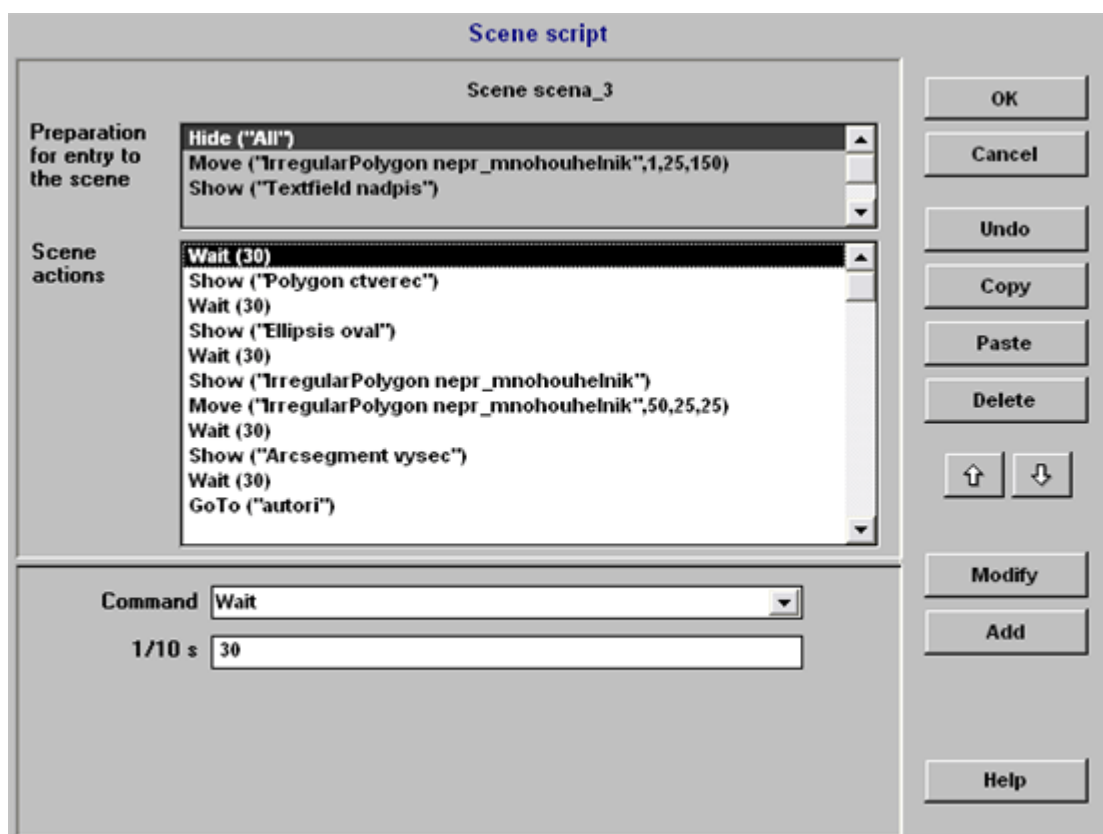 Scene script
Scene scena_3
Preparation
for entry to
the scene
Hide ("All")
Move ("IrregularPolygon nepr_mnohouhelnik",1,25,150)
Show ("Textfield nadpis")
Scene
actions
Wait (30)
Show ("Polygon ctverec")
Wait (30)
Show ("Ellipsis oval")
Wait (30)
Show ("IrregularPolygon nepr_mnohouhelnik")
Move ("IrregularPolygon nepr_mnohouhelnik",50,25,25)
Wait (30)
Show ("Arcsegment vysec")
Wait (30)
GoTo ("autori")
Command Wait
1/10 s 30
OK
Cancel
Undo
Copy
Paste
Delete
Modify
Add
Help